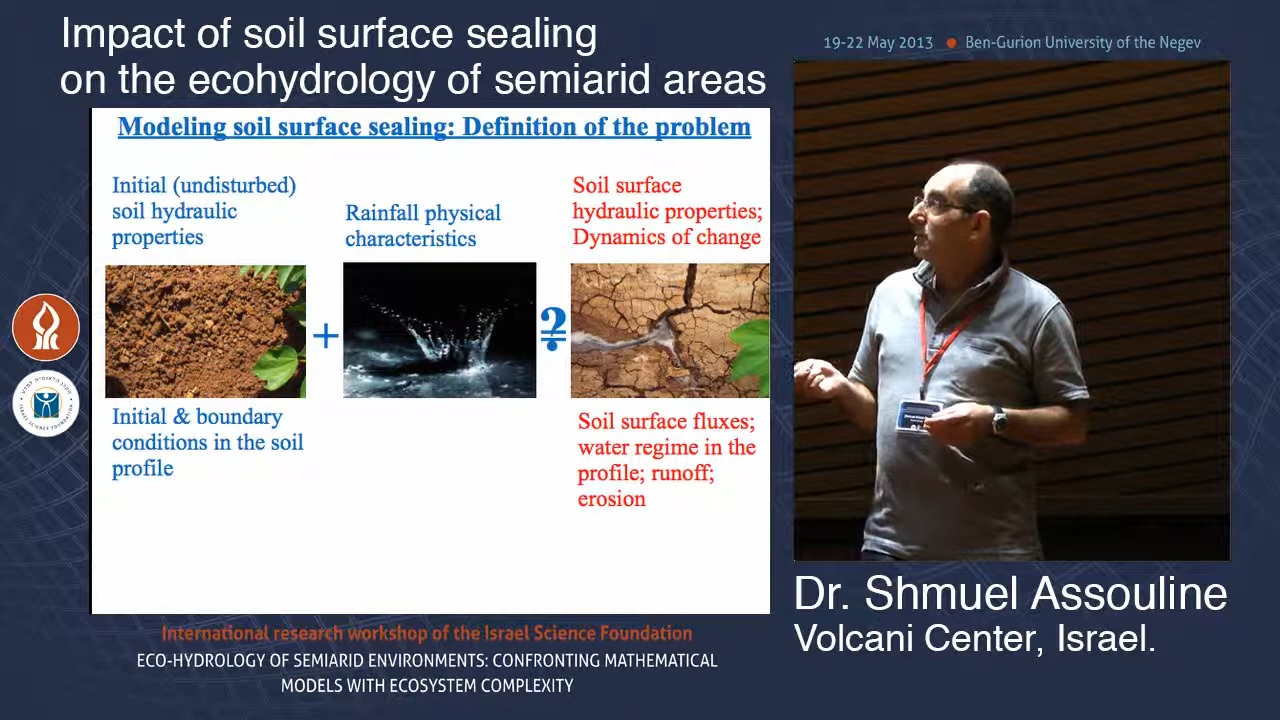 Impact of soil surface sealing
on the ecohydrology of semiarid areas
19-22 May 2013 ● Ben-Gurion University of the Negev
Modeling soil surface sealing: Definition of the problem
Initial (undisturbed)
soil hydraulic
properties
Rainfall physical
characteristics
Soil surface
hydraulic properties;
Dynamics of change
+
?
Initial & boundary
conditions in the soil
profile
Soil surface fluxes;
water regime in the
profile; runoff;
erosion
ISRAEL SCIENCE FOUNDATION
Dr. Shmuel Assouline
Volcani Center, Israel.
International research workshop of the Israel Science Foundation
ECO-HYDROLOGY OF SEMIARID ENVIRONMENTS: CONFRONTING MATHEMATICAL
MODELS WITH ECOSYSTEM COMPLEXITY